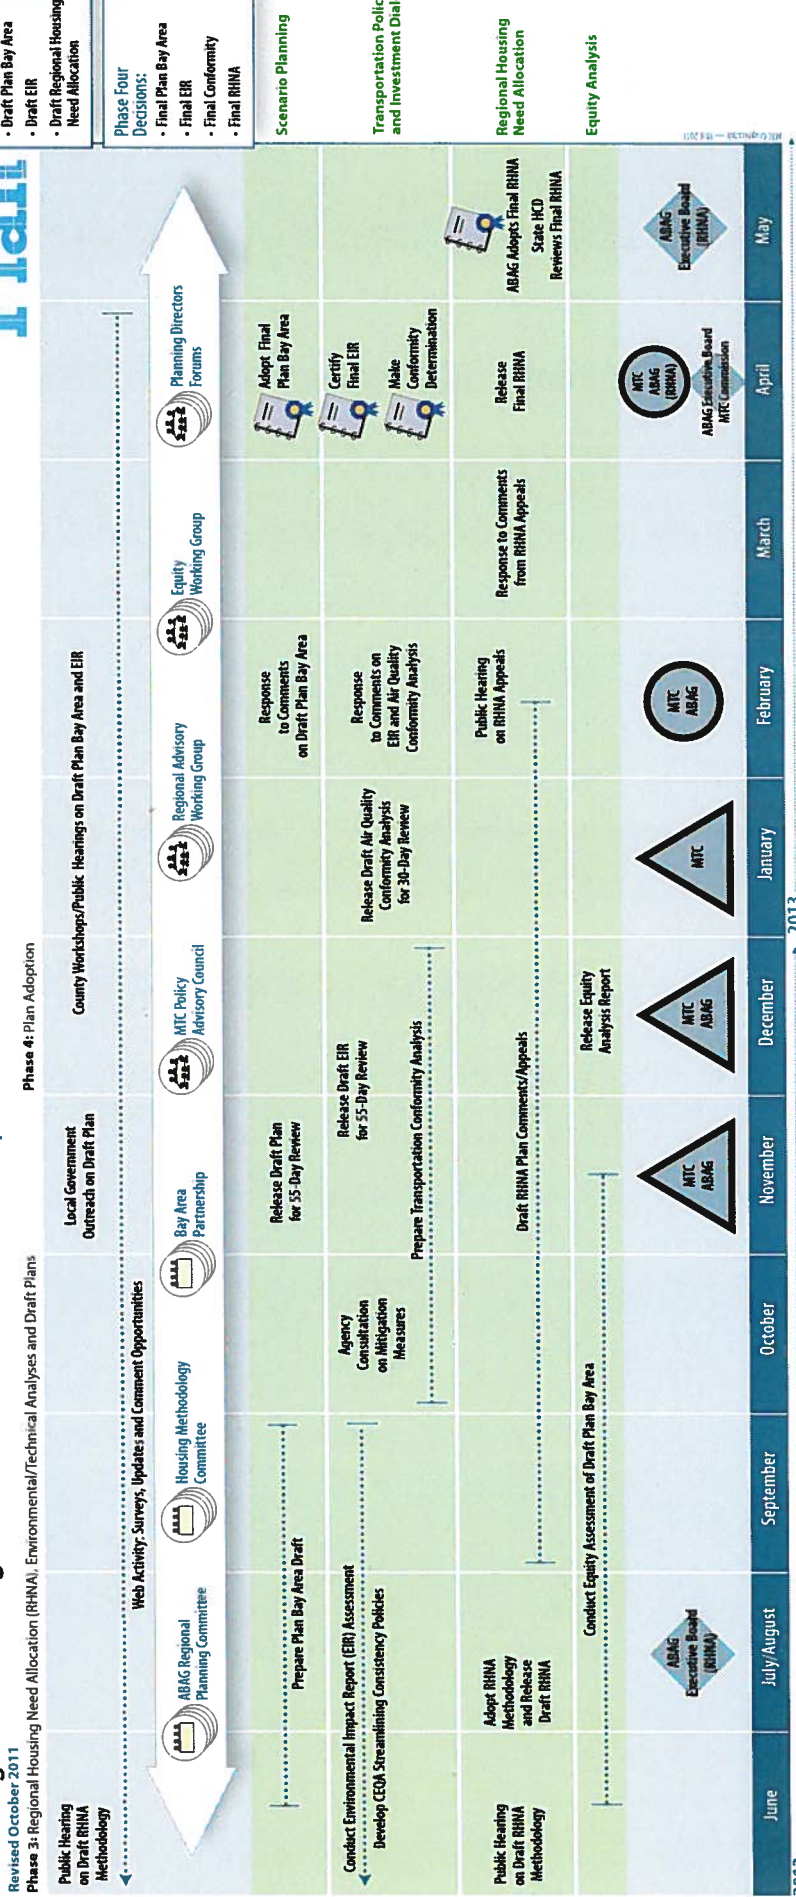 Revised October 2011
Phase 3: Regional Housing Need Allocation (RHNA), Environmental/Technical Analyses and Draft Plans
Phase 4: Plan Adoption
Plan
• Draft Plan Bay Area
• Draft EIR
• Draft Regional Housing
Need Allocation
Phase Four
Decisions:
• Final Plan Bay Area
• Final EIR
• Final Conformity
• Final RHNA
Public Hearing
on Draft RHNA
Methodology
Local Government
Outreach on Draft Plan
County Workshops/Public Hearings on Draft Plan Bay Area and EIR
Web Activity: Surveys, Updates and Comment Opportunities
ABAG Regional
Planning Committee
Housing Methodology
Committee
Bay Area
Partnership
MTC Policy
Advisory Council
Regional Advisory
Working Group
Equity
Working Group
Planning Directors
Forums
Scenario Planning
Prepare Plan Bay Area Draft
Release Draft Plan
for 55-Day Review
Response
to Comments
on Draft Plan Bay Area
Adopt Final
Plan Bay Area
Transportation Polic
and Investment Dial
Conduct Environmental Impact Report (EIR) Assessment
Develop CEQA Streamlining Consistency Policies
Agency
Consultation
on Mitigation
Measures
Release Draft EIR
for 55-Day Review
Prepare Transportation Conformity Analysis
Release Draft Air Quality
Conformity Analysis
for 30-Day Review
Response
to Comments on
EIR and Air Quality
Conformity Analysis
Certify
Final EIR
Make
Conformity
Determination
Regional Housing
Need Allocation
Public Hearing
on Draft RHNA
Methodology
Adopt RHNA
Methodology
and Release
Draft RHNA
Draft RHNA Plan Comments/Appeals
Public Hearing
on RHNA Appeals
Response to Comments
from RHNA Appeals
Release
Final RHNA
ABAG Adopts Final RHNA
State HCD
Reviews Final RHNA
Equity Analysis
Conduct Equity Assessment of Draft Plan Bay Area
Release Equity
Analysis Report
ABAG
Executive Board
(RHNA)
MTC
ABAG
MTC
ABAG
MTC
MTC
ABAG
MTC
ABAG
(RHNA)
ABAG Executive Board
MTC Commission
ABAG
Executive Board
(RHNA)
June
July/August
September
October
November
December
January
February
March
April
May
2013